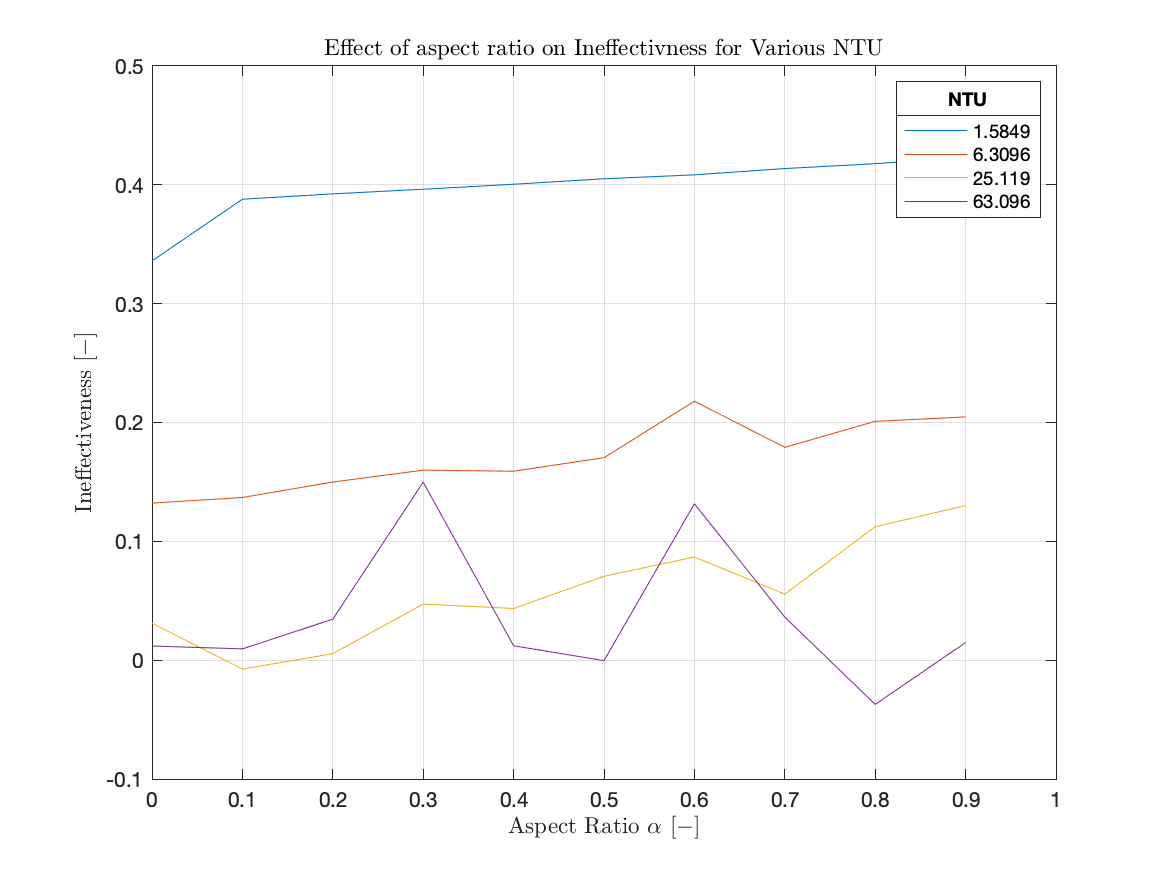 Effect of aspect ratio on Ineffectivness for Various NTU
0.5
0.4
0.3
0.2
0.1
0
-0.1
Ineffectiveness [−]
NTU
1.5849
6.3096
25.119
63.096
0 0.1 0.2 0.3 0.4 0.5 0.6 0.7 0.8 0.9 1
Aspect Ratio α [−]